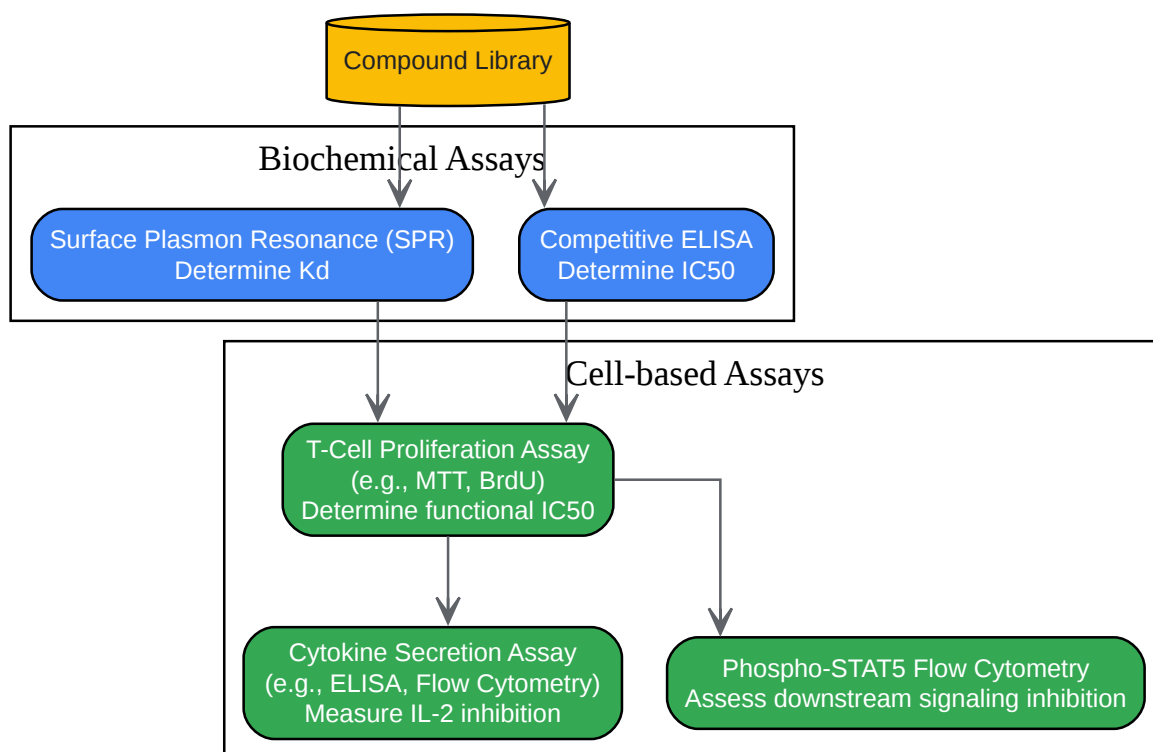 Compound Library
Biochemical Assays
Surface Plasmon Resonance (SPR)
Determine Kd
Competitive ELISA
Determine IC50
Cell-based Assays
T-Cell Proliferation Assay
(e.g., MTT, BrdU)
Determine functional IC50
Cytokine Secretion Assay
(e.g., ELISA, Flow Cytometry)
Measure IL-2 inhibition
Phospho-STAT5 Flow Cytometry
Assess downstream signaling inhibition